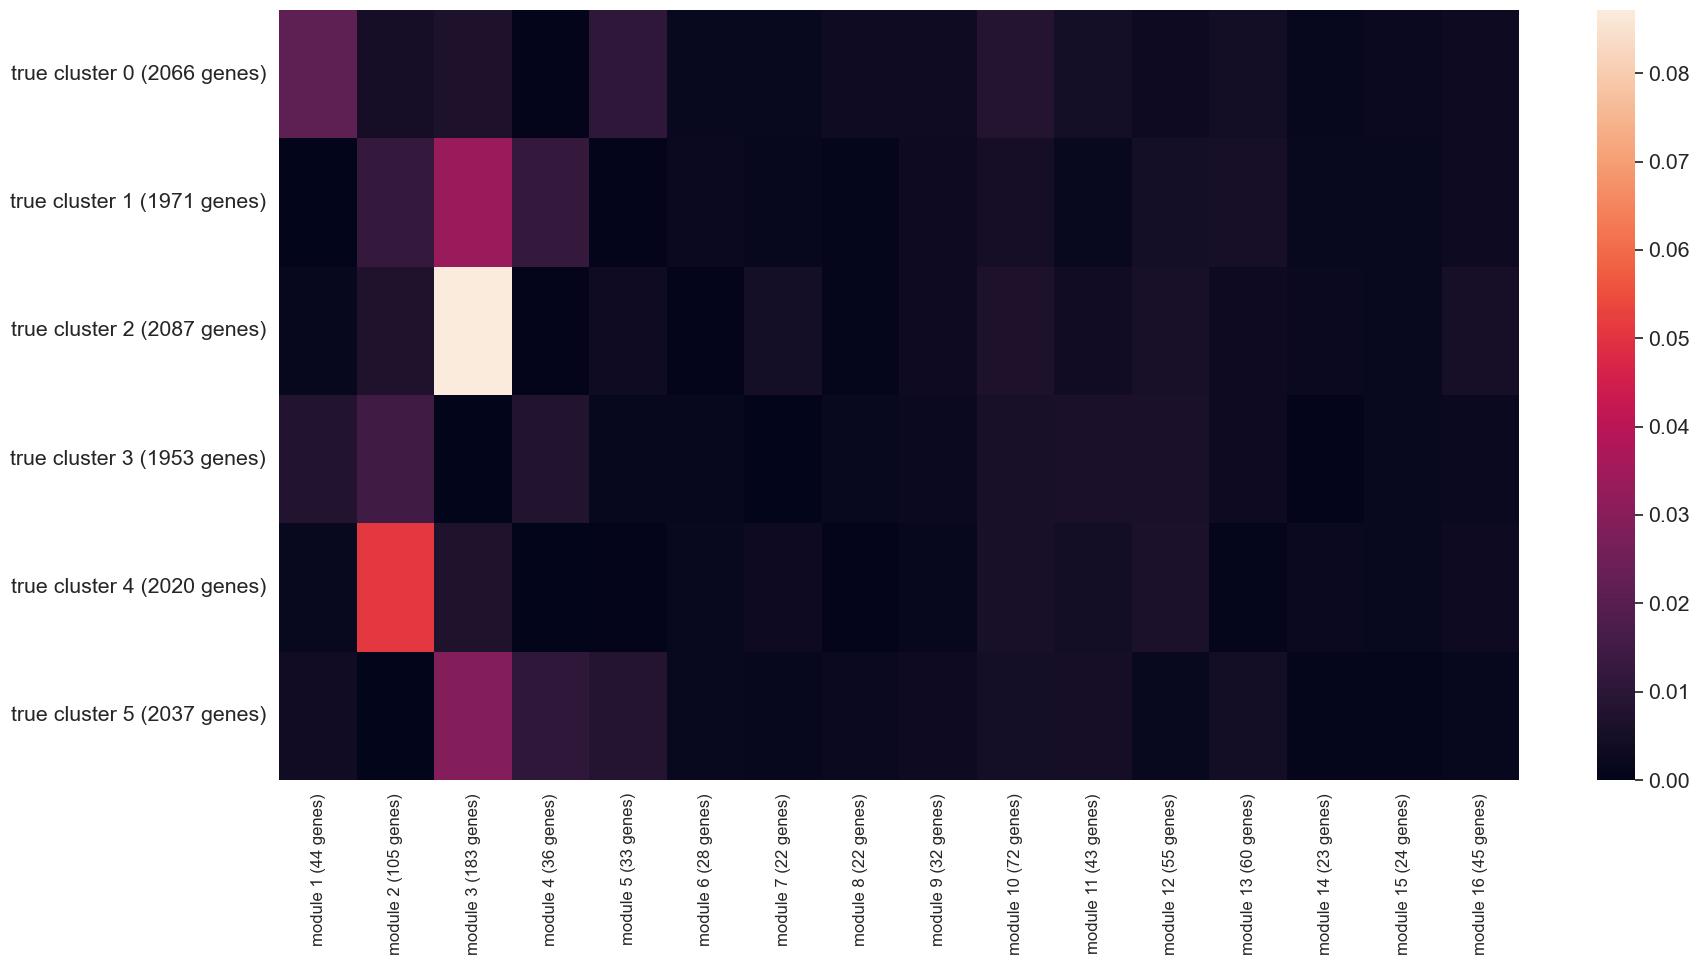 true cluster 0 (2066 genes)
true cluster 1 (1971 genes)
true cluster 2 (2087 genes)
true cluster 3 (1953 genes)
true cluster 4 (2020 genes)
true cluster 5 (2037 genes)
module 1 (44 genes)
module 2 (105 genes)
module 3 (183 genes)
module 4 (36 genes)
module 5 (33 genes)
module 6 (28 genes)
module 7 (22 genes)
module 8 (22 genes)
module 9 (32 genes)
module 10 (72 genes)
module 11 (43 genes)
module 12 (55 genes)
module 13 (60 genes)
module 14 (23 genes)
module 15 (24 genes)
module 16 (45 genes)
0.08
0.07
0.06
0.05
0.04
0.03
0.02
0.01
0.00